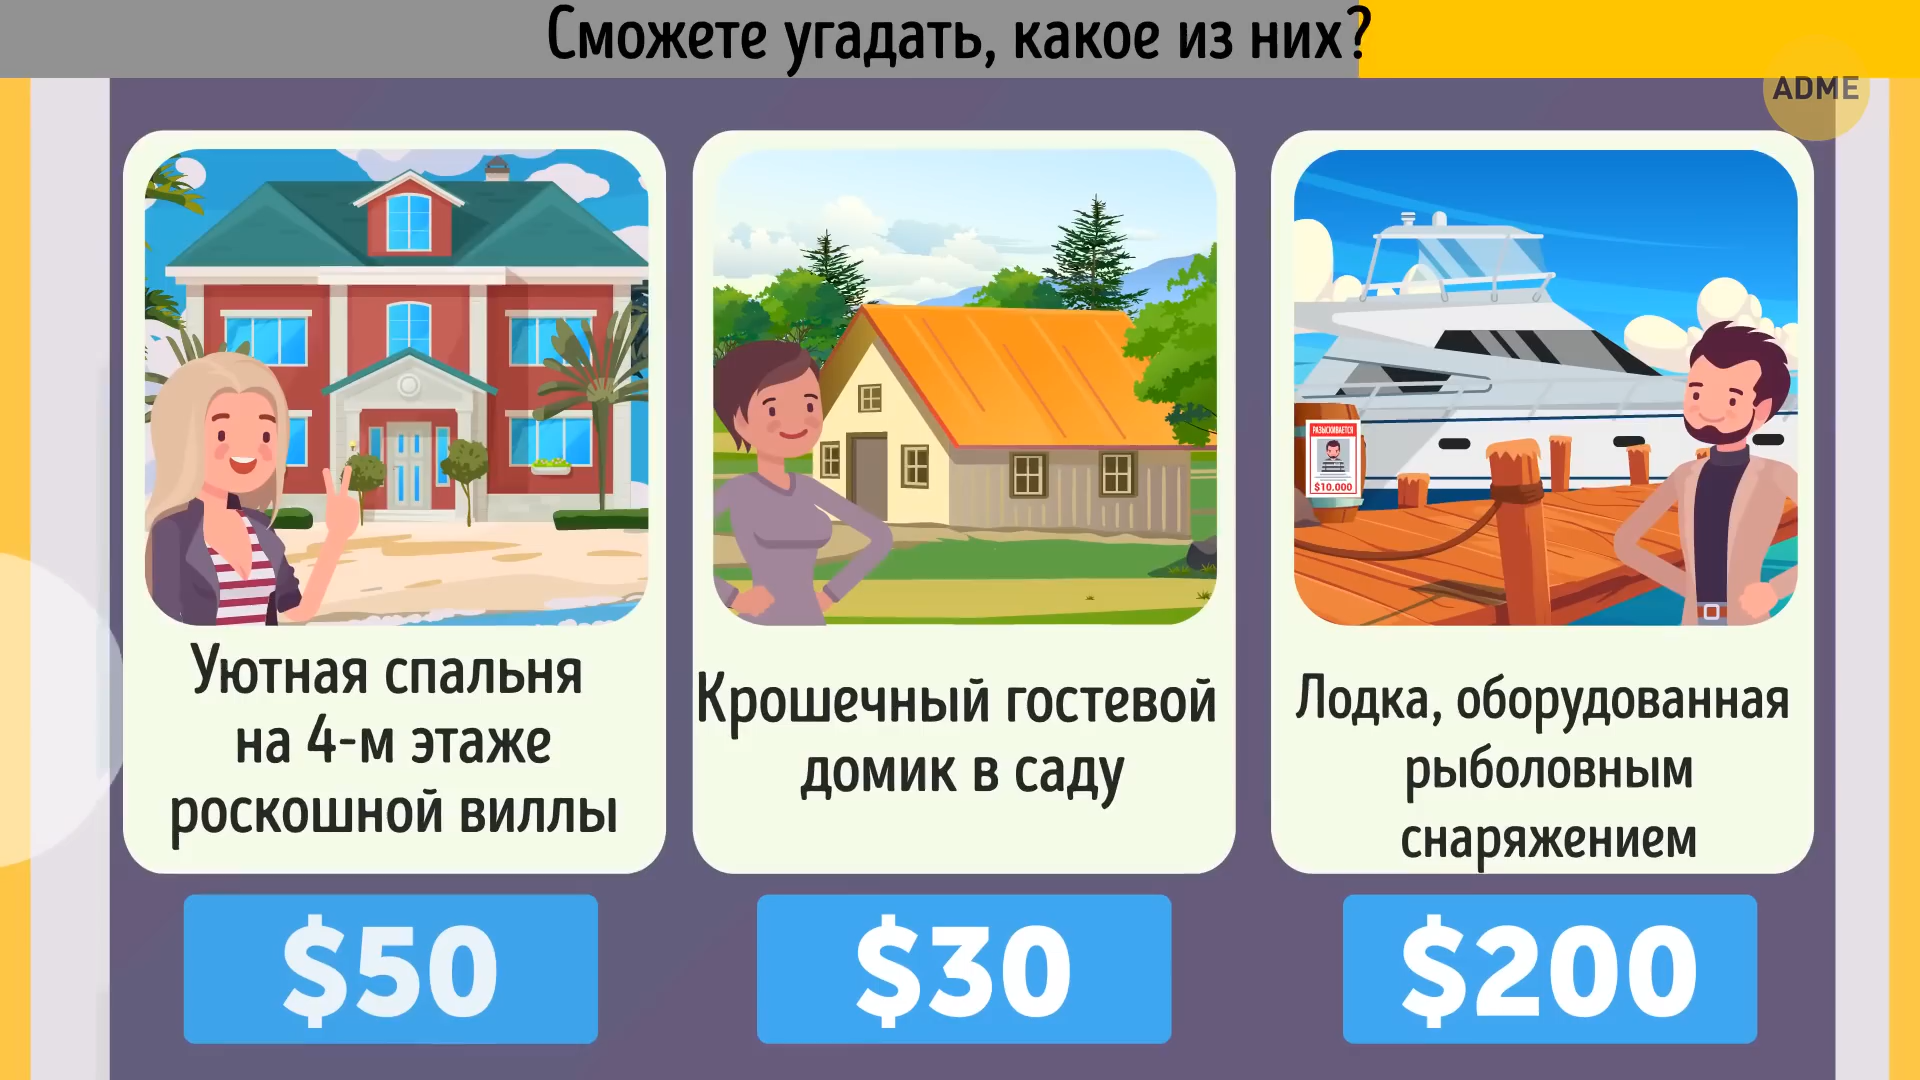 Сможете угадать, какое из них?
ADME
РАЗЫСКИВАЕТСЯ
$10.000
Уютная спальня
на 4-м этаже
роскошной виллы
Крошечный гостевой
домик в саду
Лодка, оборудованная
рыболовным
снаряжением
$50
$30
$200